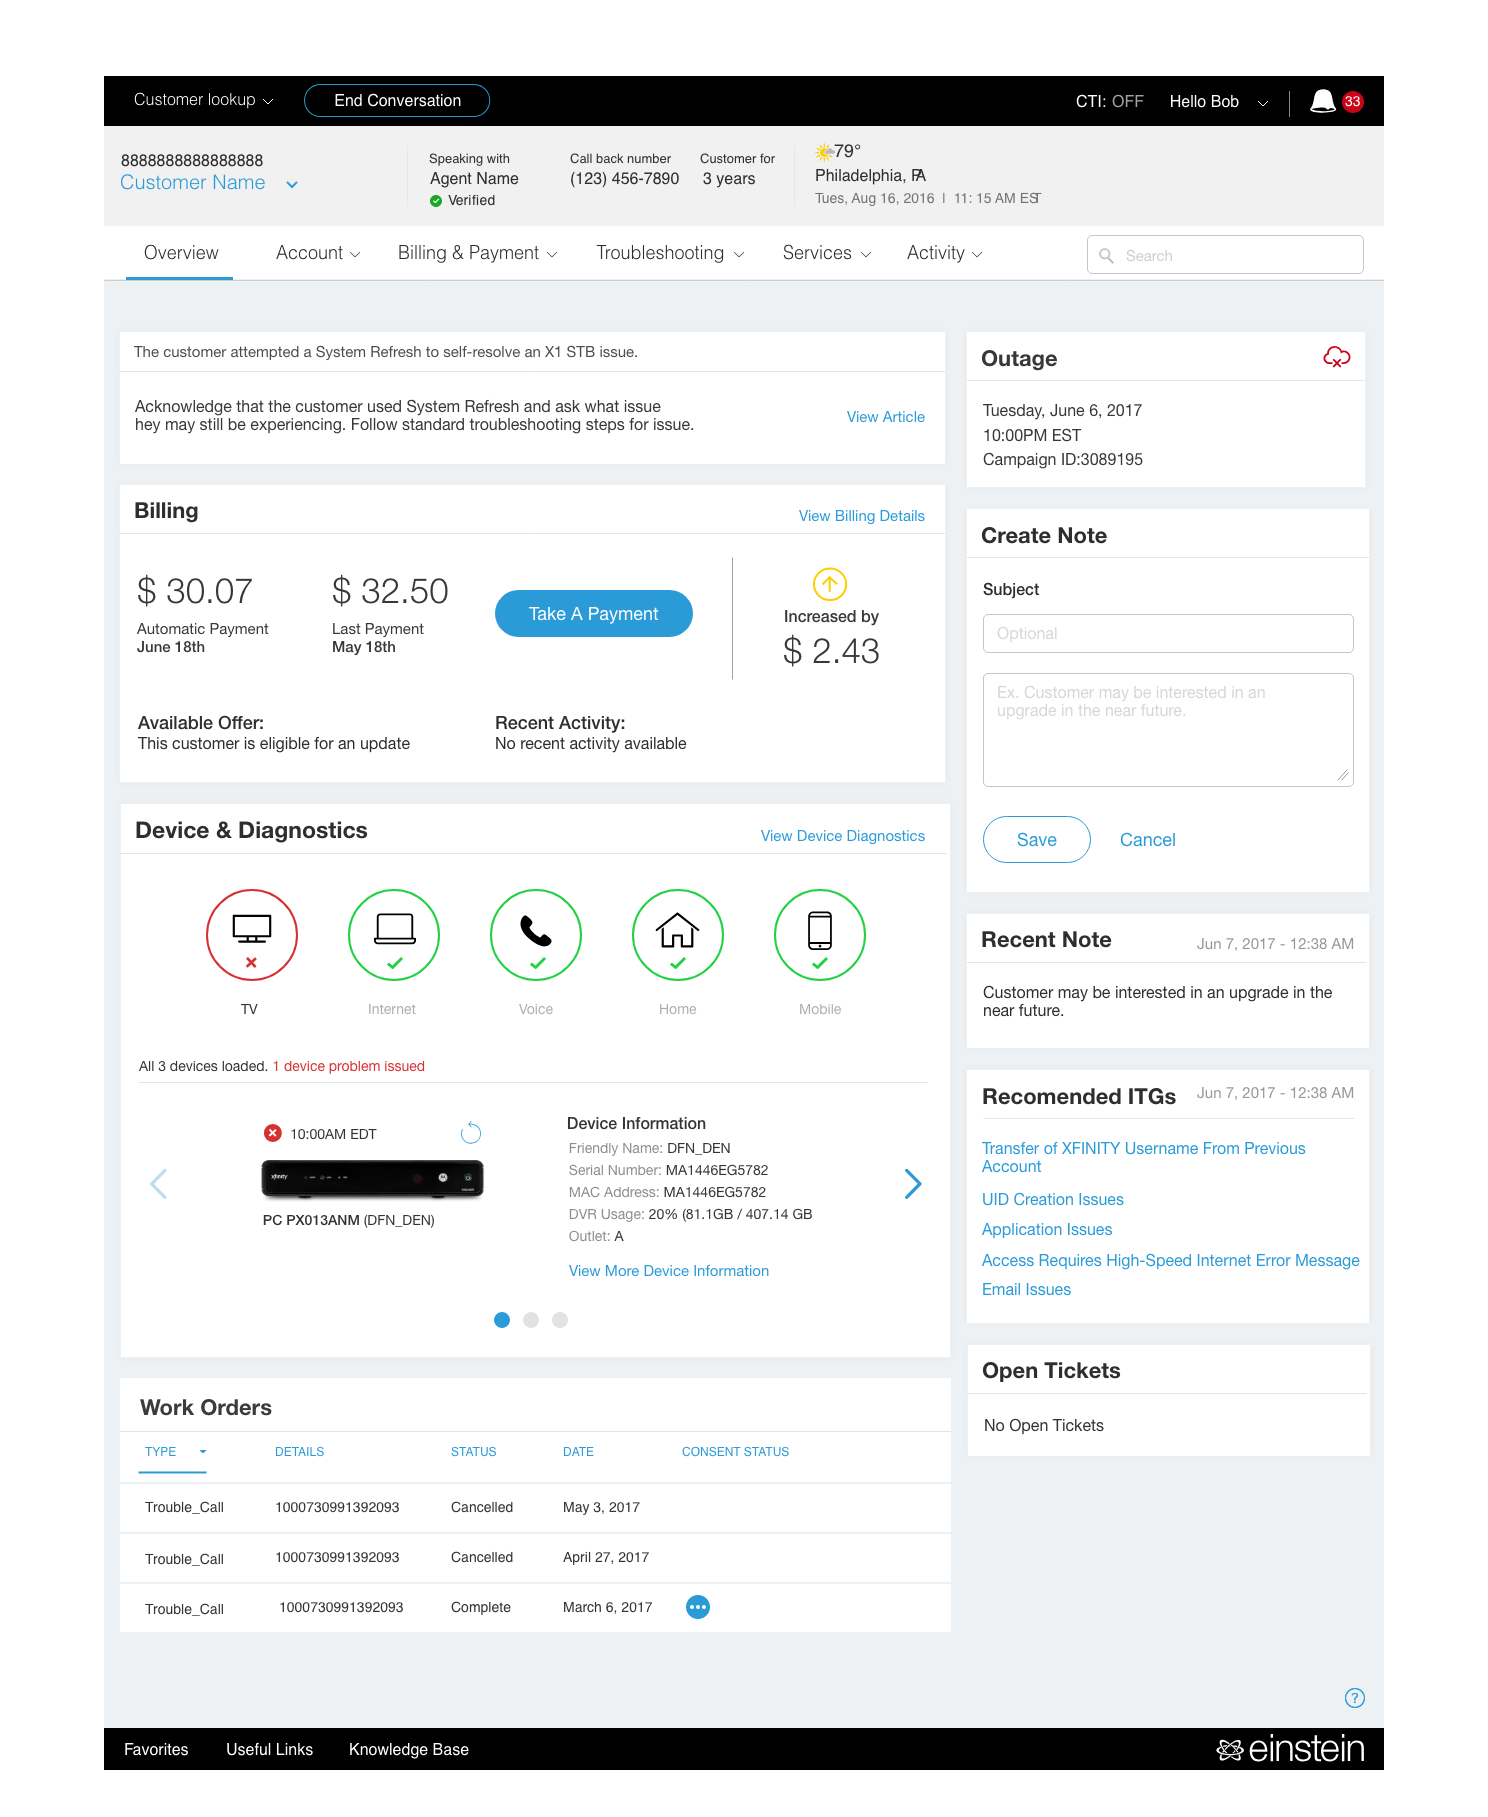 Customer lookup
End Conversation
CTI: OFF
Hello Bob
33
8888888888888888
Customer Name
Speaking with
Agent Name
Verified
Call back number
(123) 456-7890
Customer for
3 years
79°
Philadelphia, PA
Tues, Aug 16, 2016 | 11: 15 AM EST
Overview
Account
Billing & Payment
Troubleshooting
Services
Activity
Search
The customer attempted a System Refresh to self-resolve an X1 STB issue.
Acknowledge that the customer used System Refresh and ask what issue
hey may still be experiencing. Follow standard troubleshooting steps for issue.
View Article
Billing
View Billing Details
$ 30.07
Automatic Payment
June 18th
$ 32.50
Last Payment
May 18th
Take A Payment
Increased by
$ 2.43
Available Offer:
This customer is eligible for an update
Recent Activity:
No recent activity available
Device & Diagnostics
View Device Diagnostics
TV
Internet
Voice
Home
Mobile
All 3 devices loaded. 1 device problem issued
10:00AM EDT
xfinity
PC PX013ANM (DFN_DEN)
Device Information
Friendly Name: DFN_DEN
Serial Number: MA1446EG5782
MAC Address: MA1446EG5782
DVR Usage: 20% (81.1GB / 407.14 GB
Outlet: A
View More Device Information
Work Orders
TYPE
DETAILS
STATUS
DATE
CONSENT STATUS
Trouble_Call
1000730991392093
Cancelled
May 3, 2017
Trouble_Call
1000730991392093
Cancelled
April 27, 2017
Trouble_Call
1000730991392093
Complete
March 6, 2017
Outage
Tuesday, June 6, 2017
10:00PM EST
Campaign ID:3089195
Create Note
Subject
Optional
Ex. Customer may be interested in an
upgrade in the near future.
Save
Cancel
Recent Note
Jun 7, 2017 - 12:38 AM
Customer may be interested in an upgrade in the
near future.
Recomended ITGs
Jun 7, 2017 - 12:38 AM
Transfer of XFINITY Username From Previous
Account
UID Creation Issues
Application Issues
Access Requires High-Speed Internet Error Message
Email Issues
Open Tickets
No Open Tickets
?
Favorites
Useful Links
Knowledge Base
einstein